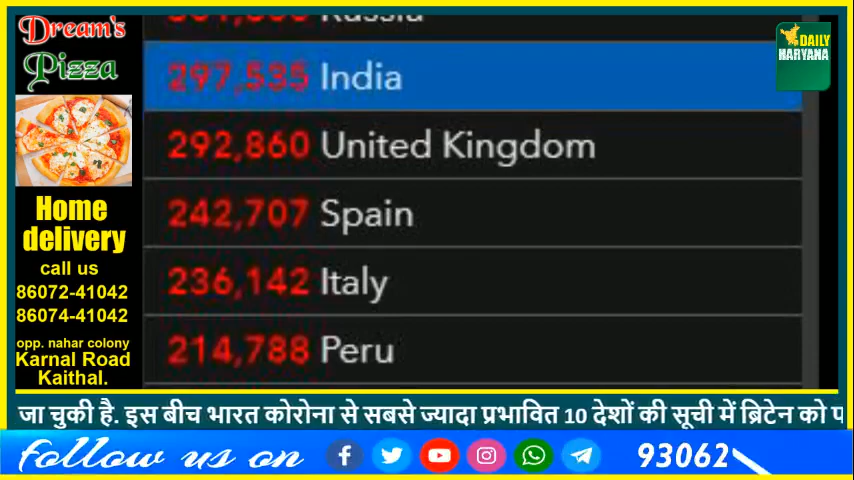 Dream's
Pizza
Home
delivery
call us
86072-41042
86074-41042
opp. nahar colony
Karnal Road
Kaithal.
Russia
297,535 India
292,860 United Kingdom
242,707 Spain
236,142 Italy
214,788 Peru
DAILY
HARYANA
जा चुकी है. इस बीच भारत कोरोना से सबसे ज्यादा प्रभावित 10 देशों की सूची में ब्रिटेन को
follow us on
93062